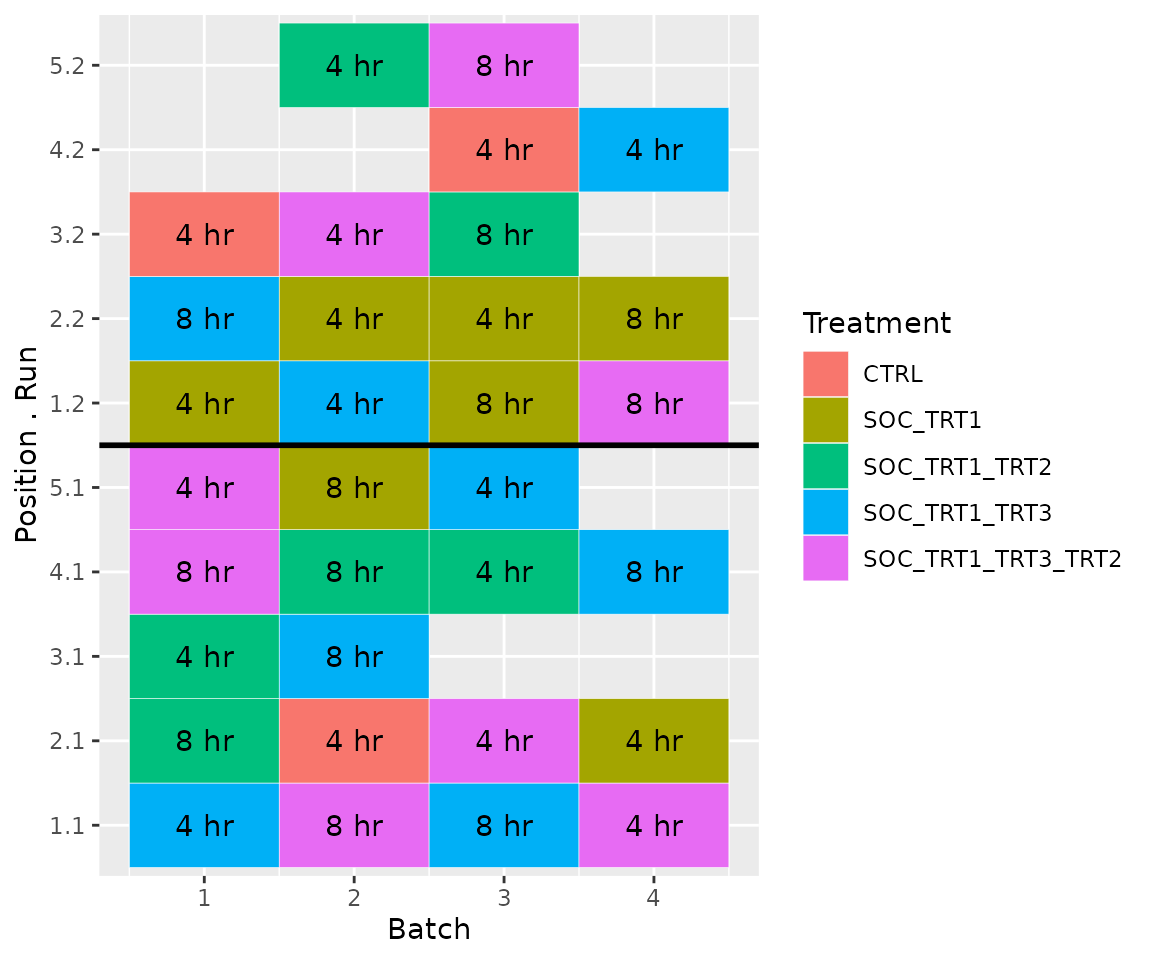 5.2 4 hr 8 hr
4.2 4 hr 4 hr
3.2 4 hr 4 hr 8 hr
2.2 8 hr 4 hr 4 hr 8 hr
1.2 4 hr 4 hr 8 hr 8 hr
5.1 4 hr 8 hr 4 hr
4.1 8 hr 8 hr 4 hr 8 hr
3.1 4 hr 8 hr
2.1 8 hr 4 hr 4 hr 4 hr
1.1 4 hr 8 hr 8 hr 4 hr
1 2 3 4
Batch
Position . Run
Treatment
CTRL
SOC_TRT1
SOC_TRT1_TRT2
SOC_TRT1_TRT3
SOC_TRT1_TRT3_TRT2